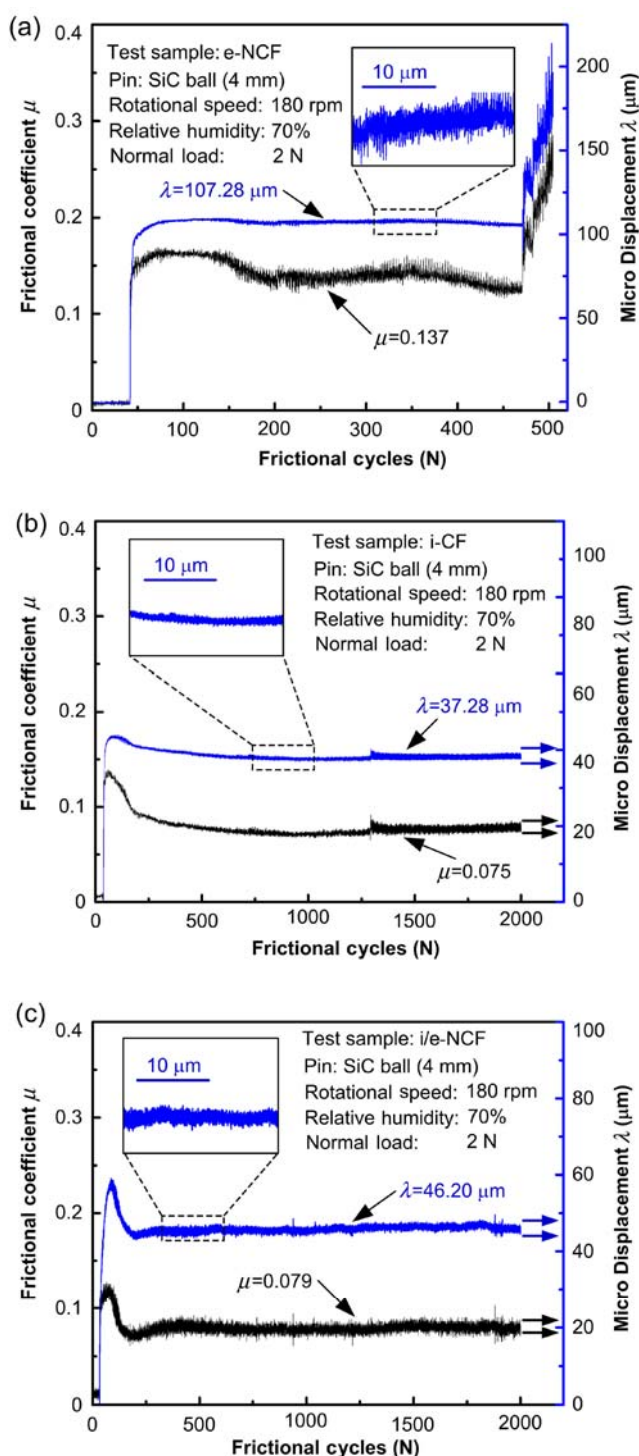 (a)
Test sample: e-NCF
Pin: SiC ball (4 mm)
Rotational speed: 180 rpm
Relative humidity: 70%
Normal load: 2 N
10 μm
λ=107.28 μm
μ=0.137
Frictional coefficient μ
0.4
0.3
0.2
0.1
0
Micro Displacement λ (μm)
200
150
100
50
0
0 100 200 300 400 500
Frictional cycles (N)
(b)
Test sample: i-CF
Pin: SiC ball (4 mm)
Rotational speed: 180 rpm
Relative humidity: 70%
Normal load: 2 N
10 μm
λ=37.28 μm
μ=0.075
Frictional coefficient μ
0.4
0.3
0.2
0.1
0
Micro Displacement λ (μm)
100
80
60
40
20
0
0 500 1000 1500 2000
Frictional cycles (N)
(c)
Test sample: i/e-NCF
Pin: SiC ball (4 mm)
Rotational speed: 180 rpm
Relative humidity: 70%
Normal load: 2 N
10 μm
λ=46.20 μm
μ=0.079
Frictional coefficient μ
0.4
0.3
0.2
0.1
0
Micro Displacement λ (μm)
100
80
60
40
20
0
0 500 1000 1500 2000
Frictional cycles (N)